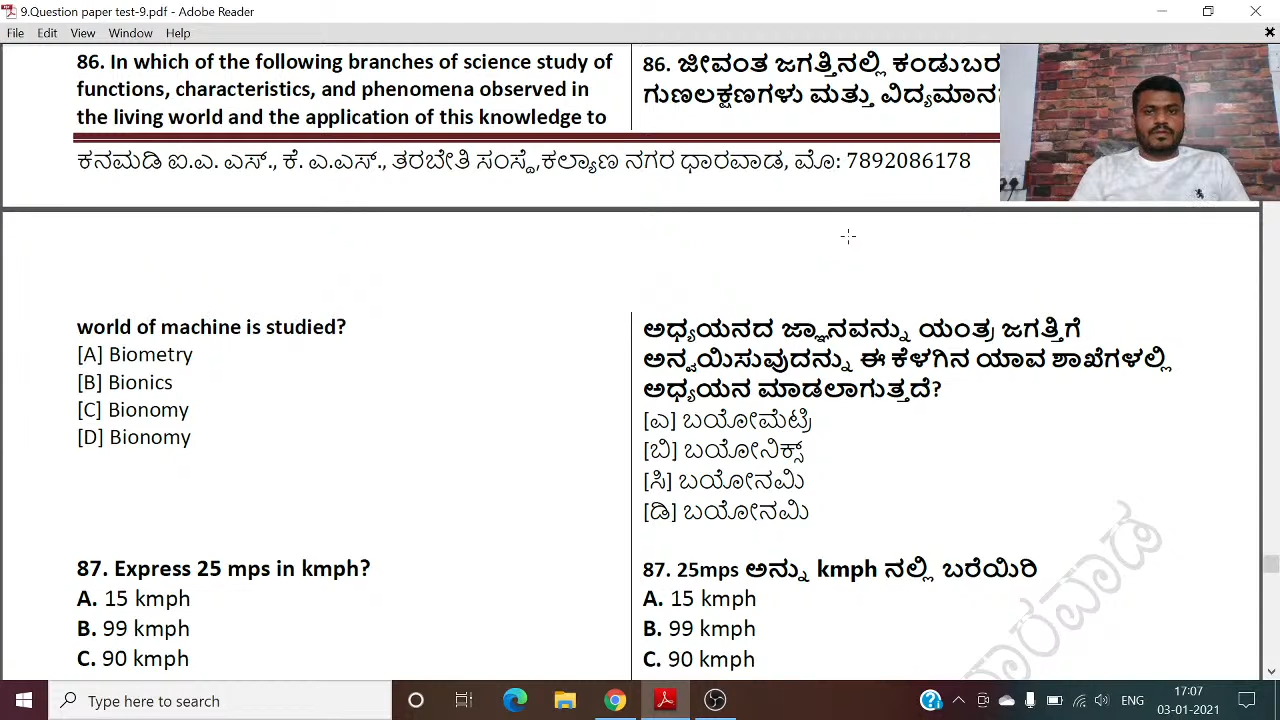 9.Question paper test-9.pdf - Adobe Reader
File Edit View Window Help
86. In which of the following branches of science study of
functions, characteristics, and phenomena observed in
the living world and the application of this knowledge to
86. ಜೀವಂತ ಜಗತ್ತಿನಲ್ಲಿ ಕಂಡುಬರ
ಗುಣಲಕ್ಷಣಗಳು ಮತ್ತು ವಿದ್ಯಮಾನ
ಕನಮಡಿ ಐ.ಎ. ಎಸ್., ಕೆ. ಎ.ಎಸ್., ತರಬೇತಿ ಸಂಸ್ಥೆ,ಕಲ್ಯಾಣ ನಗರ ಧಾರವಾಡ, ಮೊ: 7892086178
world of machine is studied?
[A] Biometry
[B] Bionics
[C] Bionomy
[D] Bionomy
ಅಧ್ಯಯನದ ಜ್ಞಾನವನ್ನು ಯಂತ್ರ ಜಗತ್ತಿಗೆ
ಅನ್ವಯಿಸುವುದನ್ನು ಈ ಕೆಳಗಿನ ಯಾವ ಶಾಖೆಗಳಲ್ಲಿ
ಅಧ್ಯಯನ ಮಾಡಲಾಗುತ್ತದೆ?
[ಎ] ಬಯೋಮೆಟ್ರಿ
[ಬಿ] ಬಯೋನಿಕ್ಸ್
[ಸಿ] ಬಯೋನಮಿ
[ಡಿ] ಬಯೋನಮಿ
87. Express 25 mps in kmph?
A. 15 kmph
B. 99 kmph
C. 90 kmph
87. 25mps ಅನ್ನು kmph ನಲ್ಲಿ ಬರೆಯಿರಿ
A. 15 kmph
B. 99 kmph
C. 90 kmph
Type here to search
ENG
17:07
03-01-2021